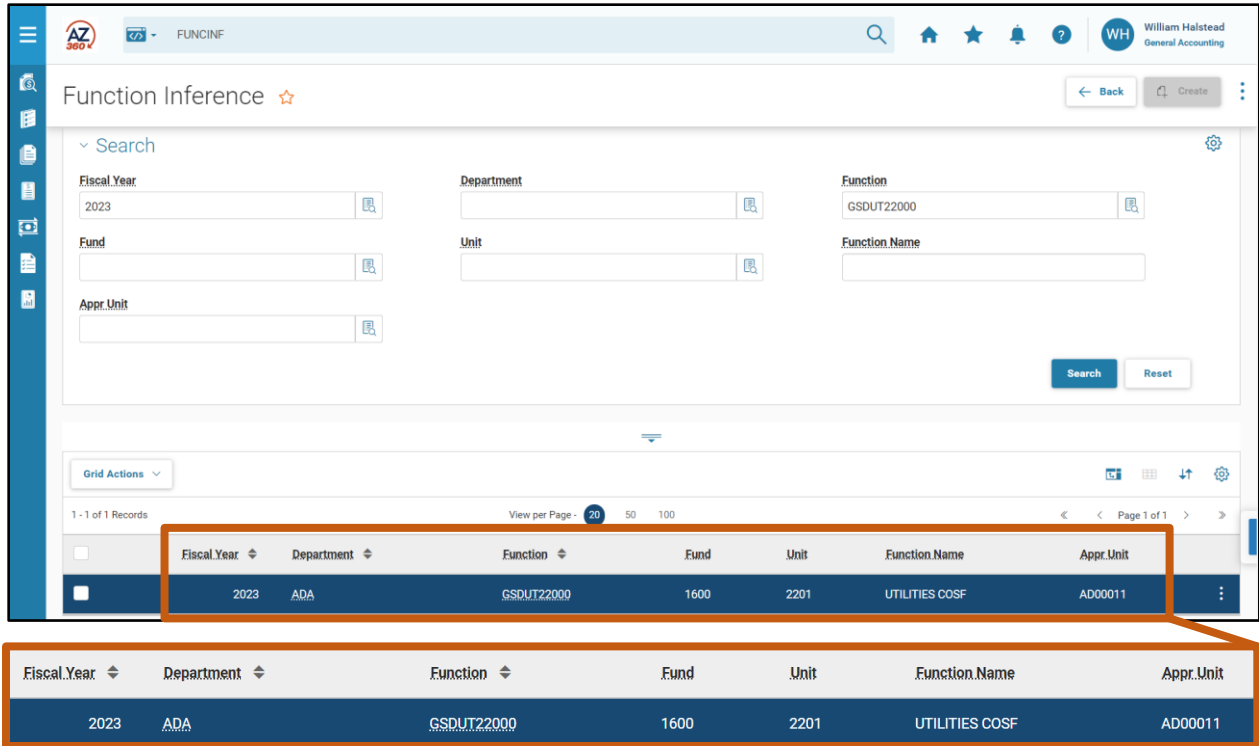 AZ
360
FUNCINF
?
WH
William Halstead
General Accounting
Function Inference
Back
Create
Search
Fiscal Year Department Function
2023 GSDUT22000
Fund Unit Function Name
Appr Unit
Search Reset
Grid Actions
1 - 1 of 1 Records View per Page - 20 50 100 Page 1 of 1
Fiscal Year Department Function Fund Unit Function Name Appr Unit
2023 ADA GSDUT22000 1600 2201 UTILITIES COSF AD00011
Fiscal Year Department Function Fund Unit Function Name Appr Unit
2023 ADA GSDUT22000 1600 2201 UTILITIES COSF AD00011